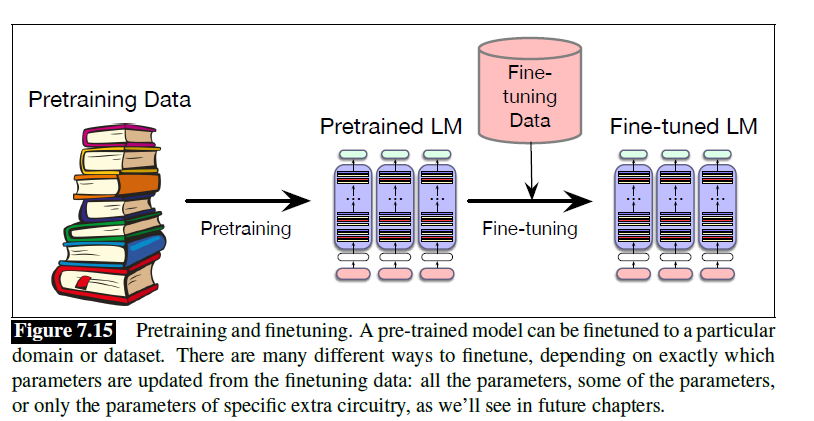 Pretraining Data
Pretraining
Pretrained LM
Fine-
tuning
Data
Fine-tuning
Fine-tuned LM
Figure 7.15 Pretraining and finetuning. A pre-trained model can be finetuned to a particular
domain or dataset. There are many different ways to finetune, depending on exactly which
parameters are updated from the finetuning data: all the parameters, some of the parameters,
or only the parameters of specific extra circuitry, as we'll see in future chapters.